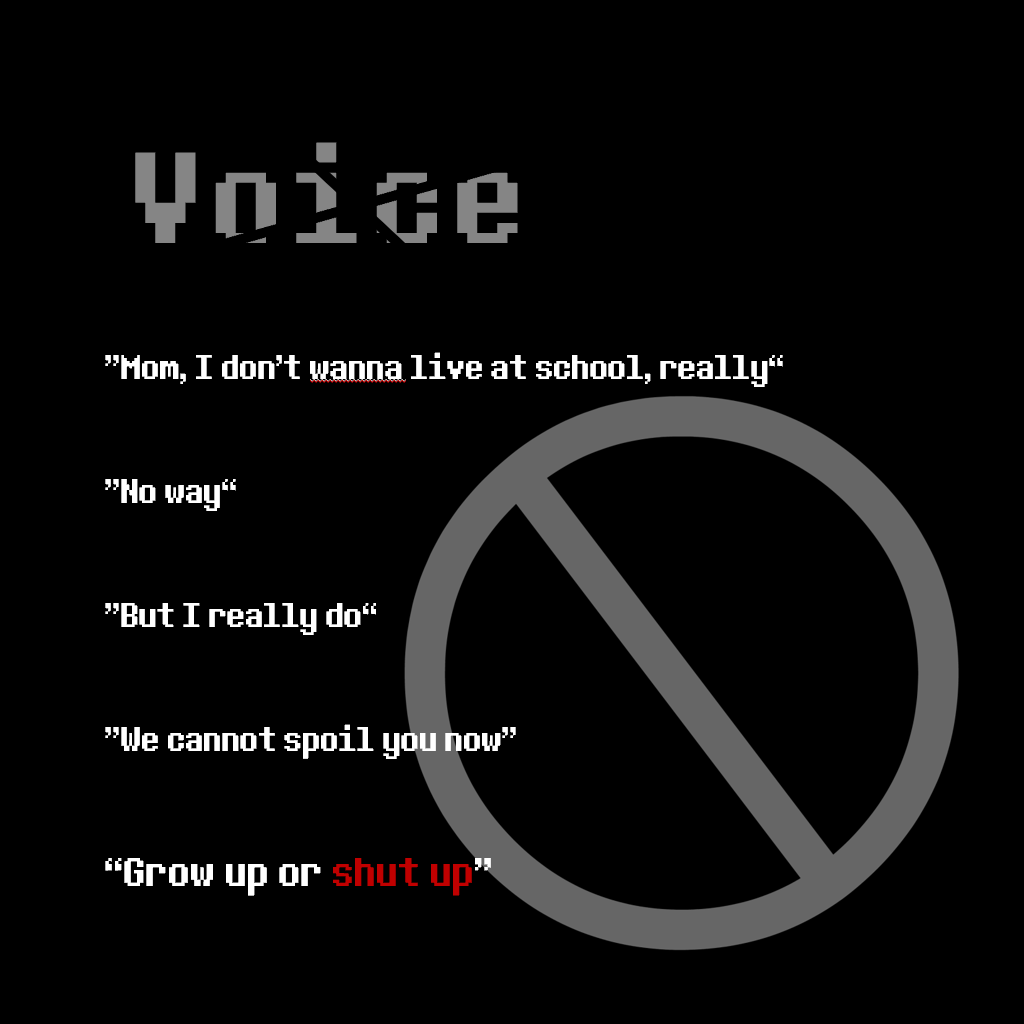 Voice
”Mom, I don’t wanna live at school, really“
”No way“
”But I really do“
”We cannot spoil you now”
“Grow up or shut up”